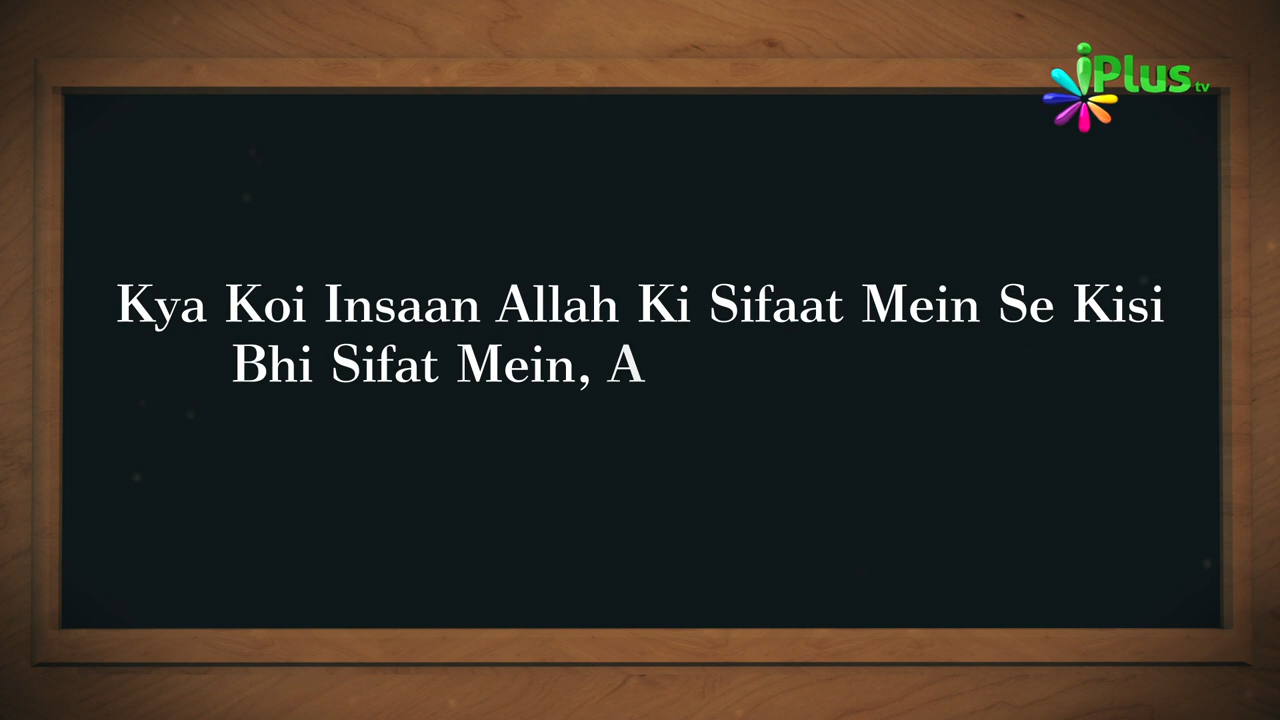 iPlus tv
Kya Koi Insaan Allah Ki Sifaat Mein Se Kisi
Bhi Sifat Mein, A